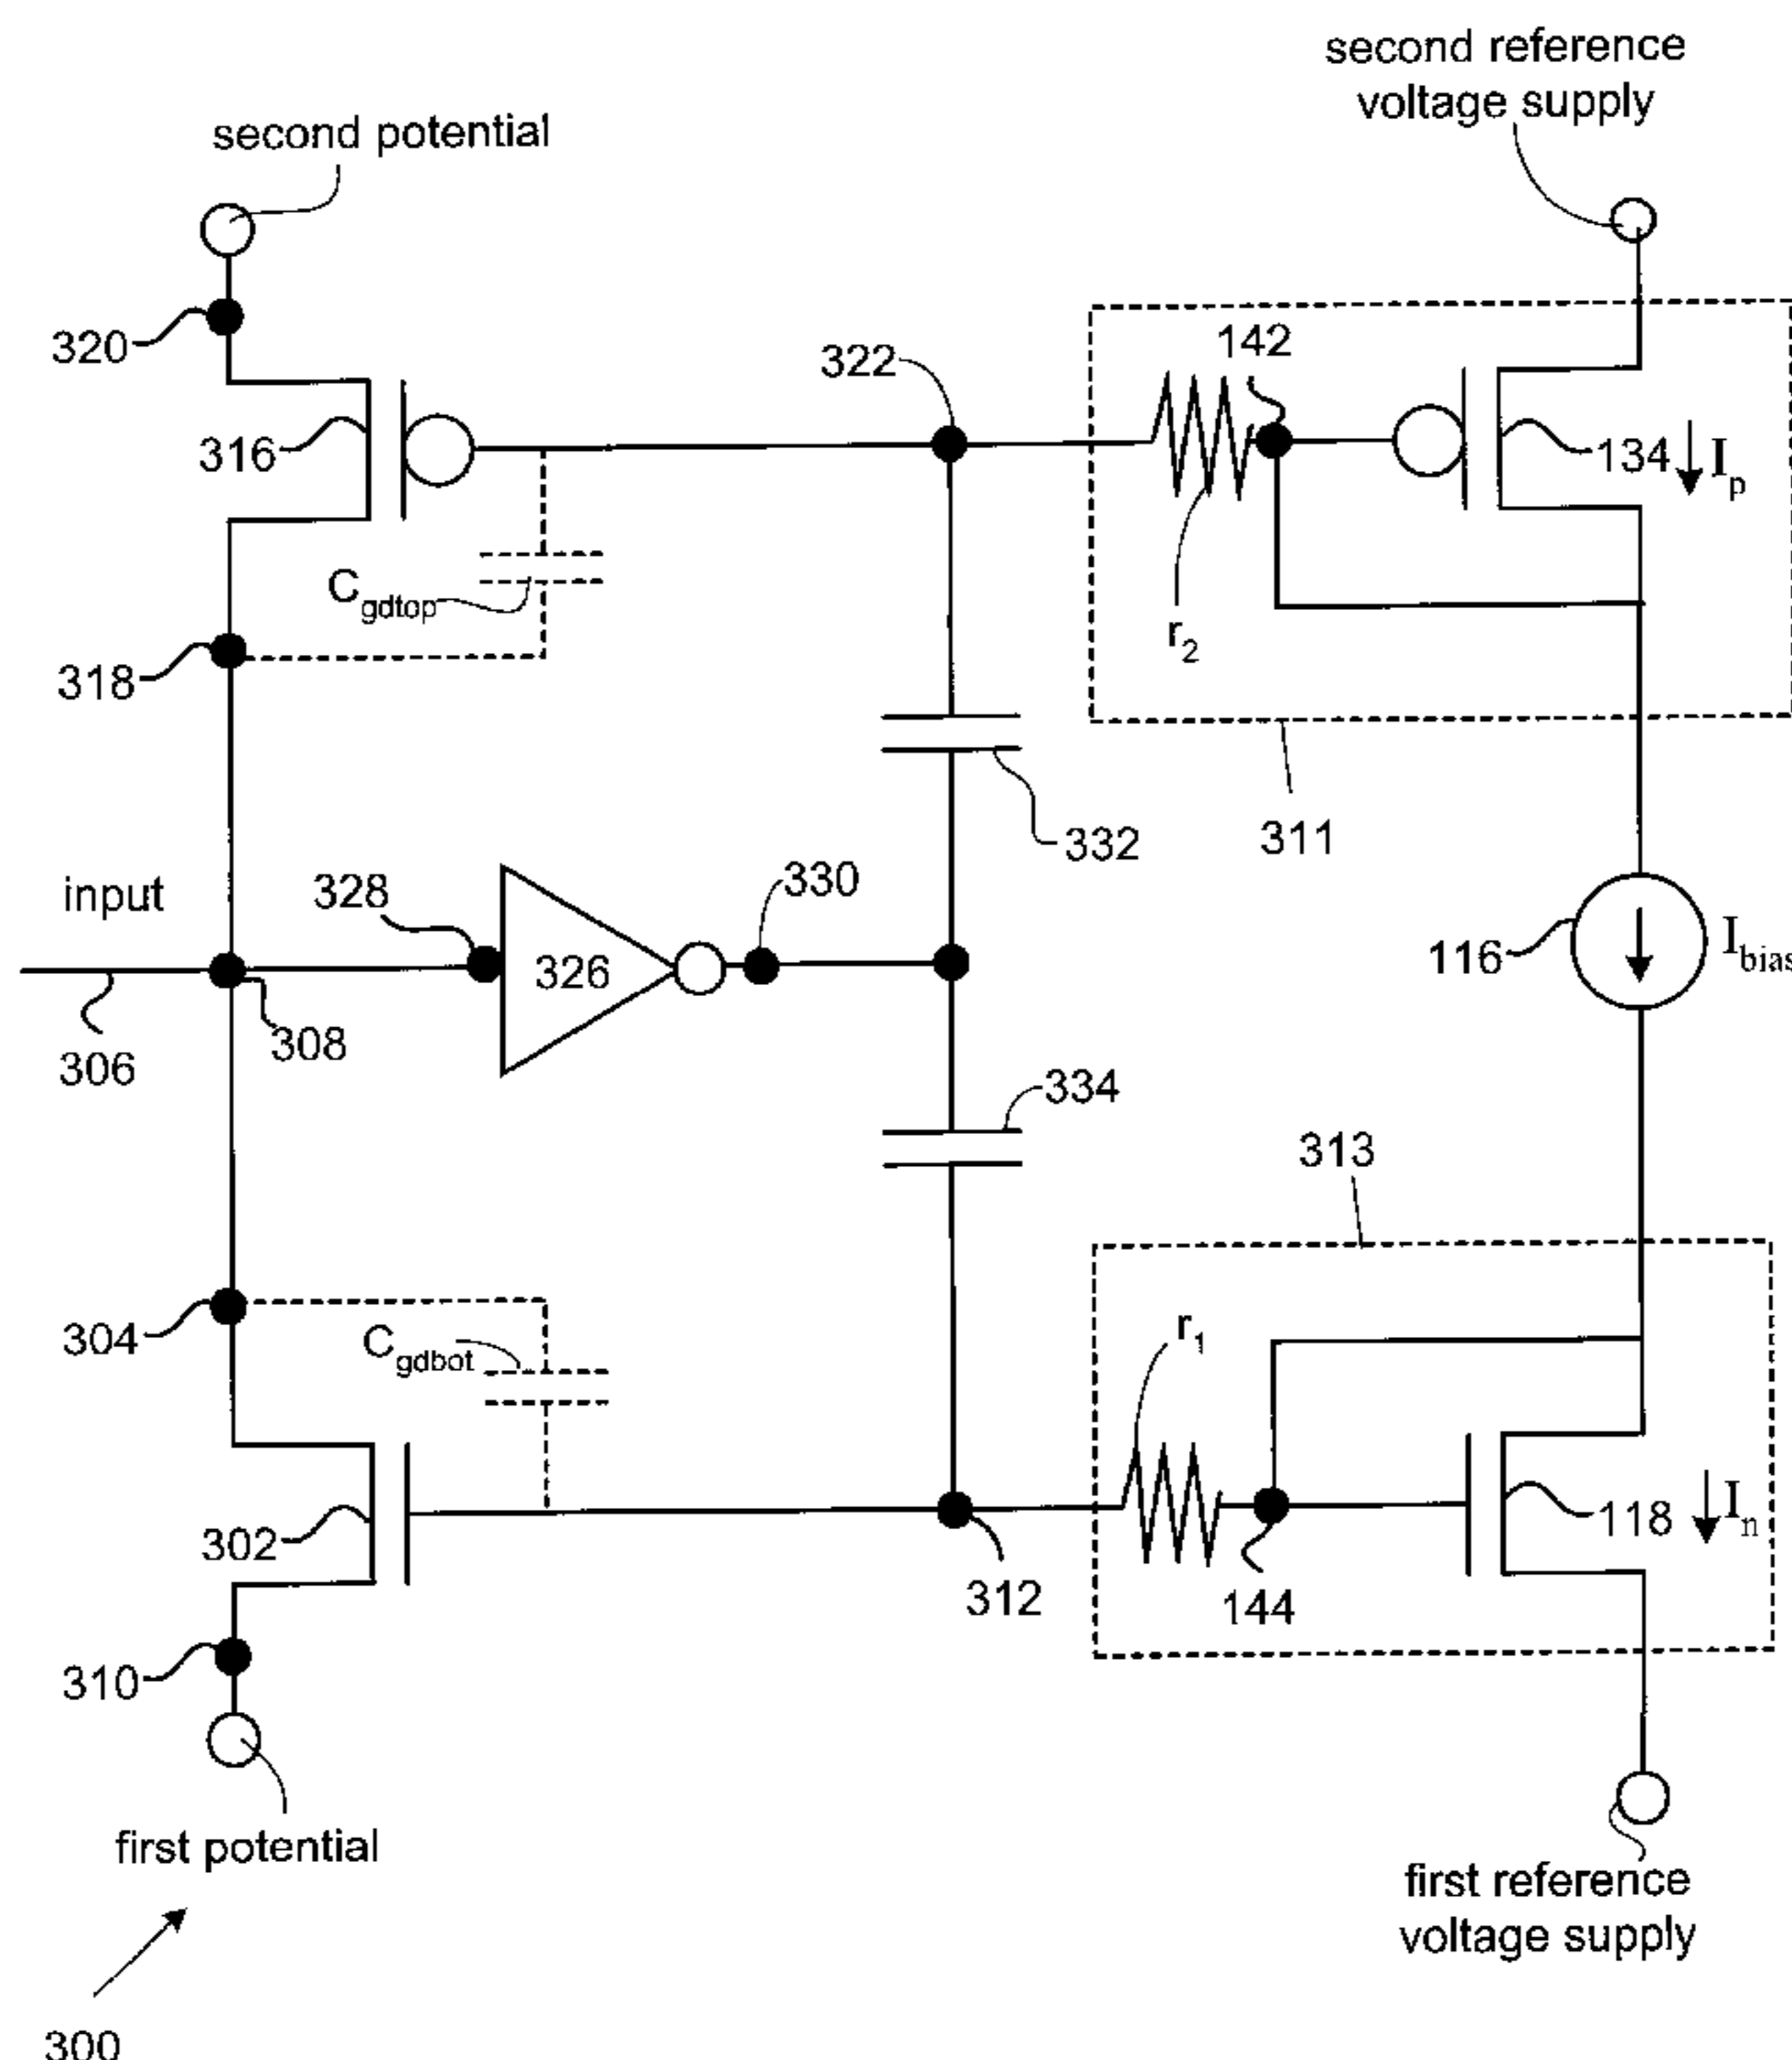 second reference
voltage supply
second potential
320
142
322
316
134
I_p
C_gdtop
r_2
318
332
311
input
328
330
326
116
I_bias
308
306
334
313
304
C_gdbot
r_1
302
118
I_n
312
144
310
first potential
first reference
voltage supply
300